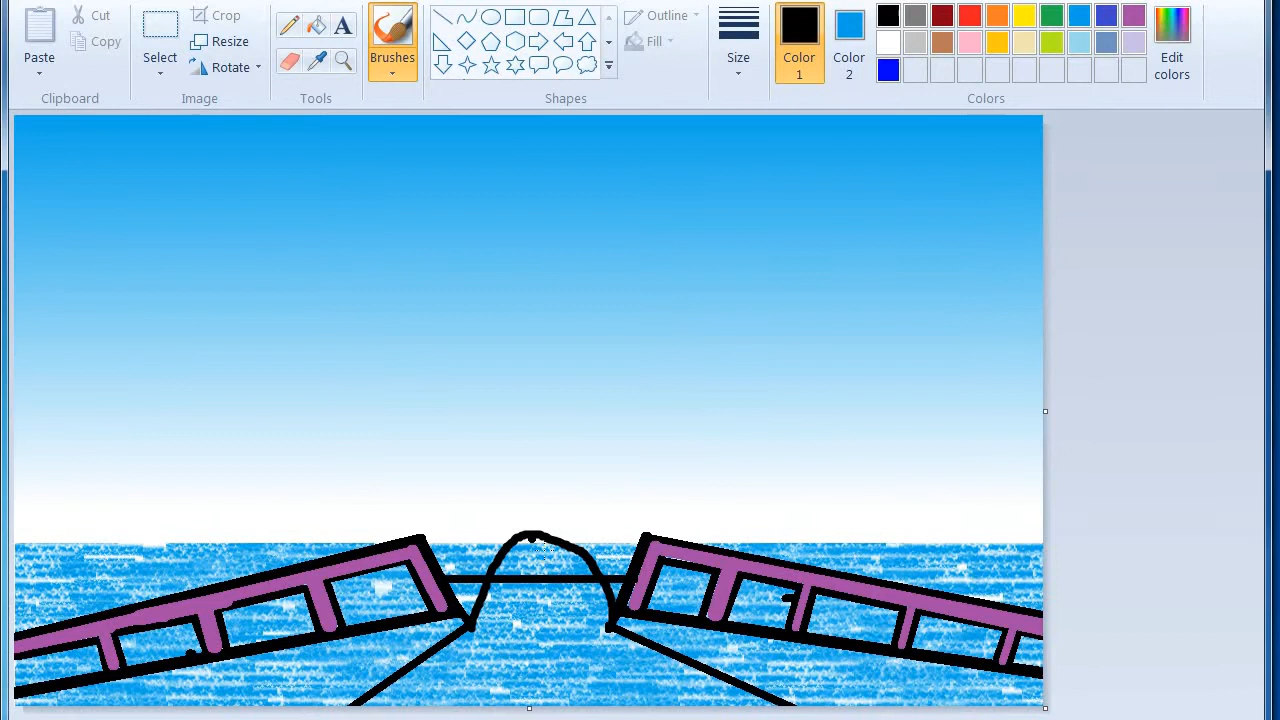 Cut
Copy
Paste
Clipboard
Select
Crop
Resize
Rotate
Image
A
Tools
Brushes
Shapes
Outline
Fill
Size
Color
1
Color
2
Edit
colors
Colors